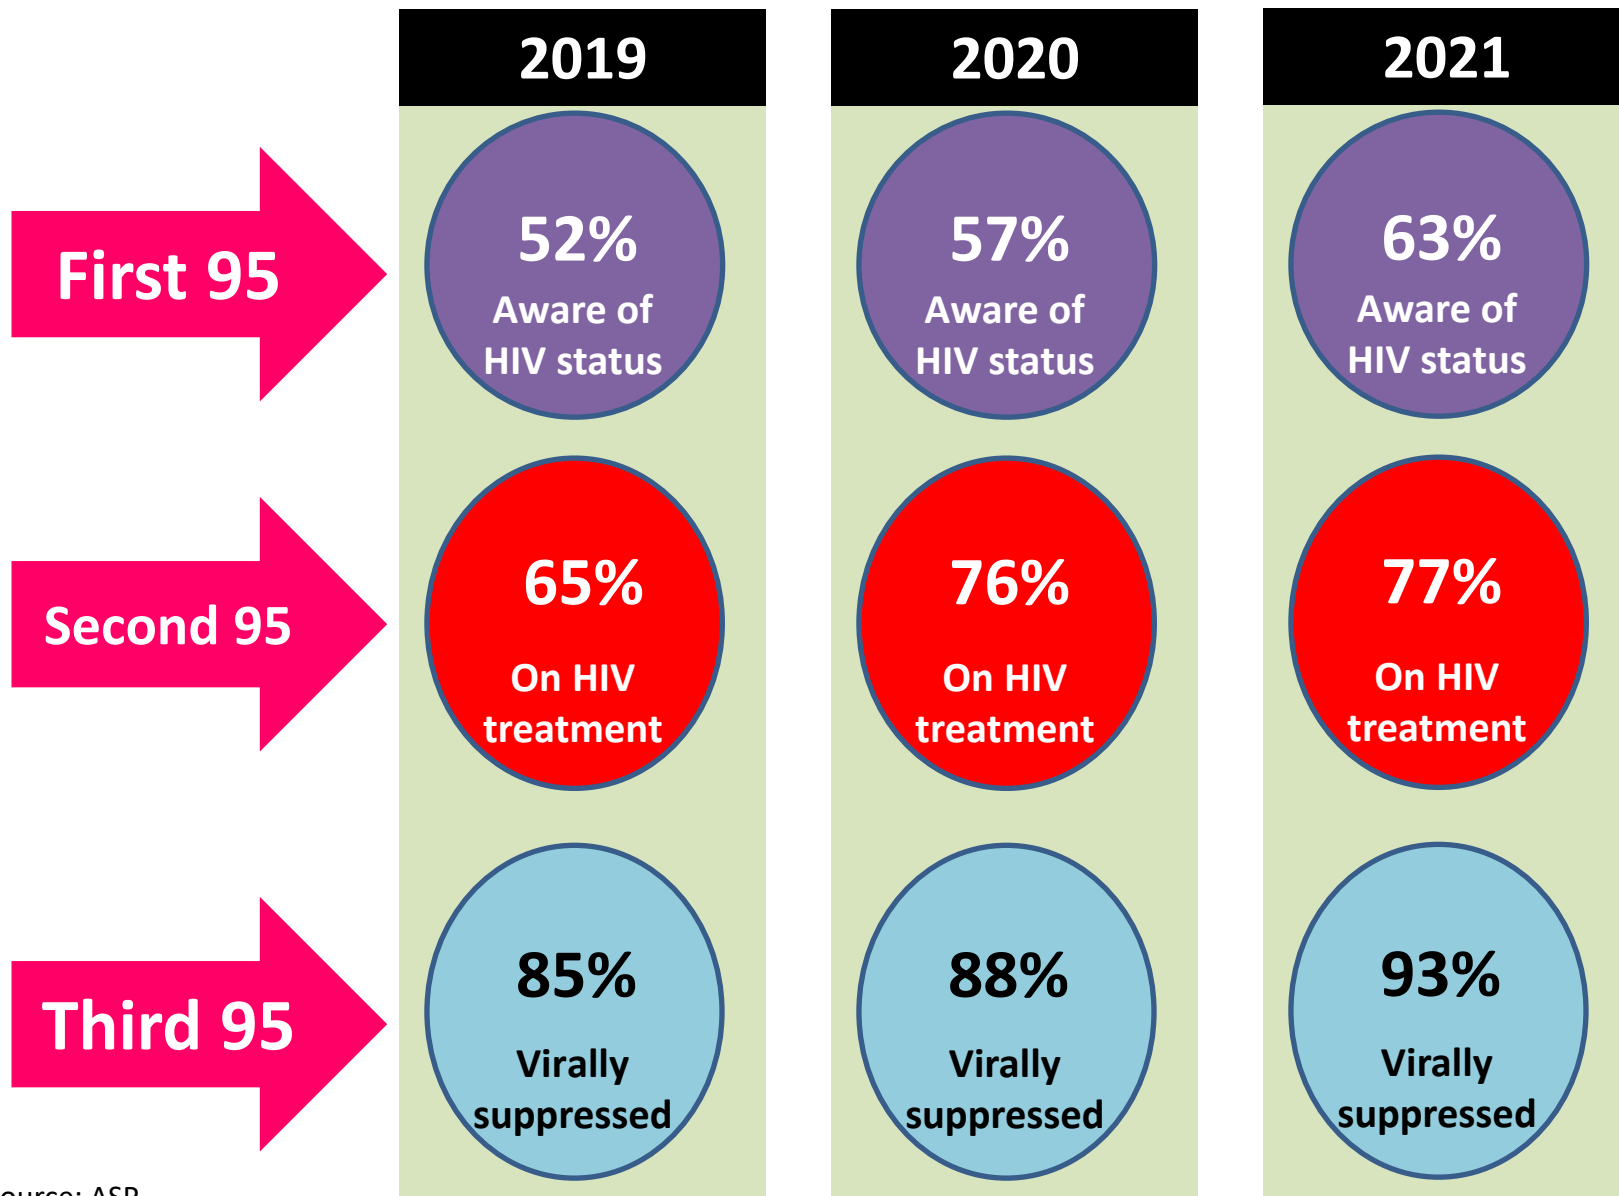 2019
2020
2021
First 95
52%
Aware of
HIV status
57%
Aware of
HIV status
63%
Aware of
HIV status
Second 95
65%
On HIV
treatment
76%
On HIV
treatment
77%
On HIV
treatment
Third 95
85%
Virally
suppressed
88%
Virally
suppressed
93%
Virally
suppressed